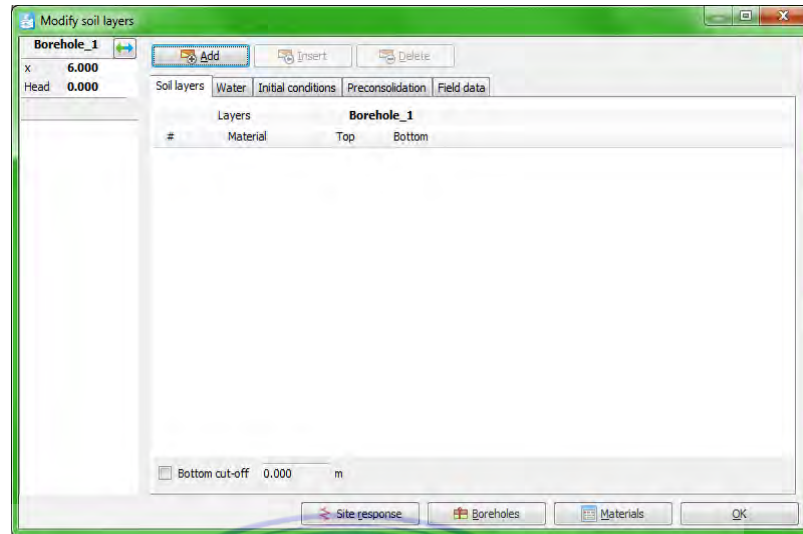 Modify soil layers
Borehole_1
x 6.000
Head 0.000
Add Insert Delete
Soil layers Water Initial conditions Preconsolidation Field data
Layers Borehole_1
# Material Top Bottom
Bottom cut-off 0.000 m
Site response Boreholes Materials OK